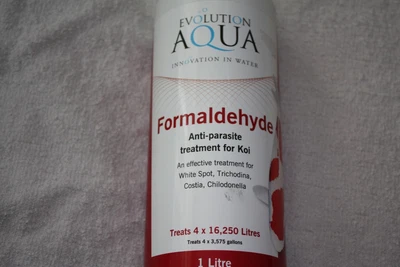 EVOLUTION
AQUA
INNOVATION IN WATER
Formaldehyde
Anti-parasite
treatment for Koi
An effective treatment for
White Spot, Trichodina,
Costia, Chilodonella
Treats 4 x 16,250 Litres
Treats 4 x 3,575 gallons
1 Litre